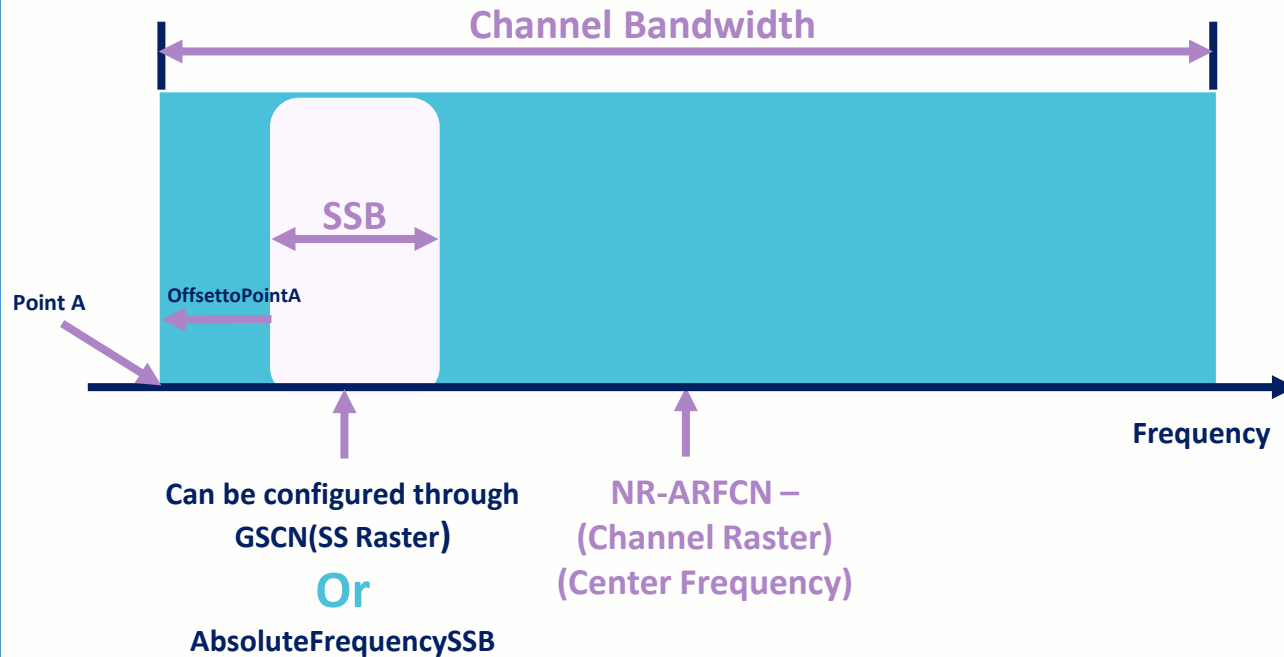 Channel Bandwidth
SSB
Point A
OffsettoPointA
Frequency
Can be configured through
GSCN(SS Raster)
Or
AbsoluteFrequencySSB
NR-ARFCN –
(Channel Raster)
(Center Frequency)